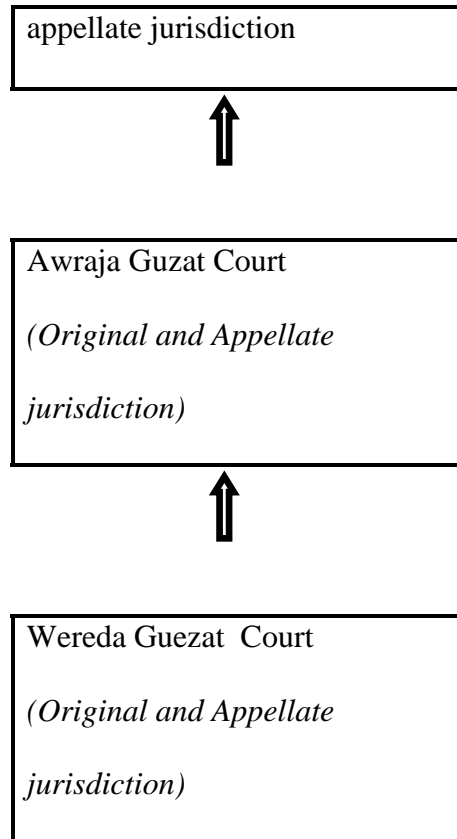 appellate jurisdiction
Awraja Guzat Court
(Original and Appellate
jurisdiction)
Wereda Guezat Court
(Original and Appellate
jurisdiction)